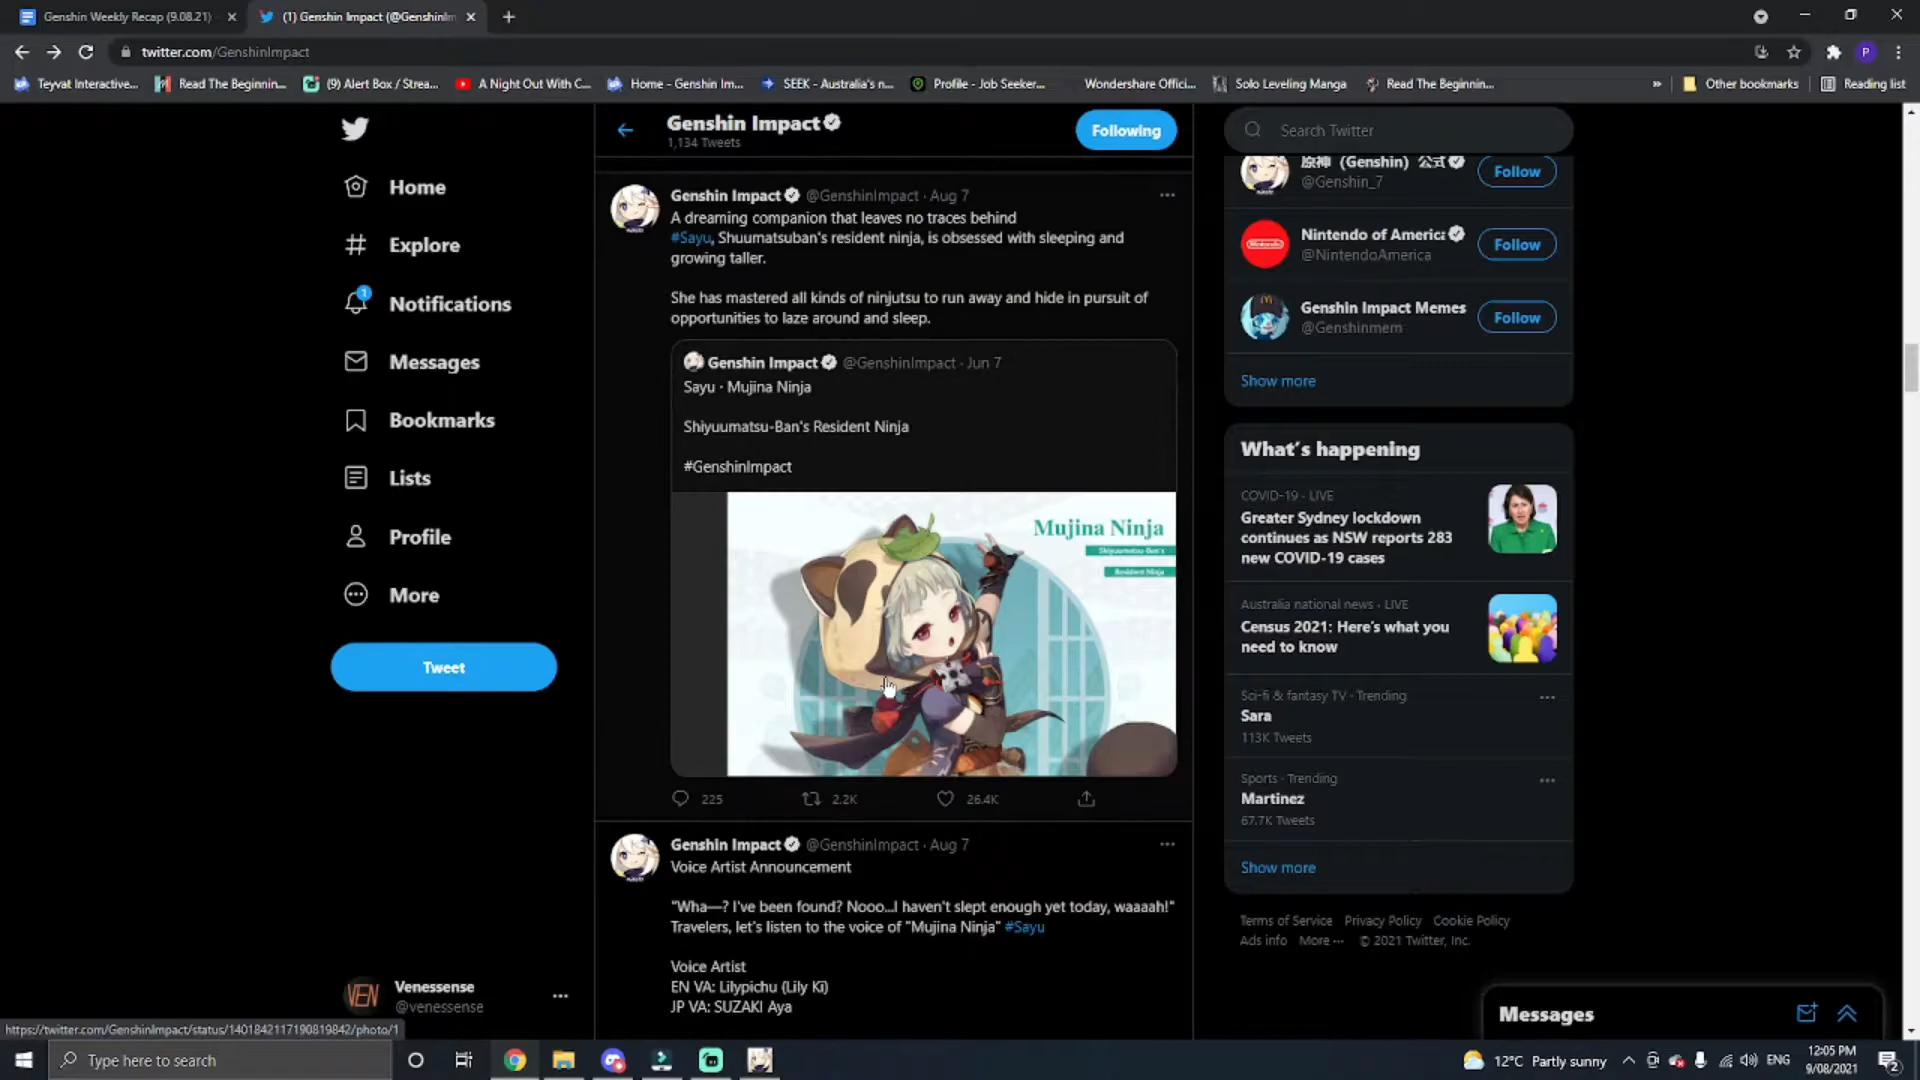 Genshin Weekly Recap (9.08.21)
(1) Genshin Impact (@GenshinIm
twitter.com/GenshinImpact
Teyvat Interactive...
Read The Beginnin...
(9) Alert Box / Strea...
A Night Out With C...
Home - Genshin Im...
SEEK - Australia's n...
Profile - Job Seeker...
Wondershare Offici...
Solo Leveling Manga
Read The Beginnin...
»
Other bookmarks
Reading list
P
Home
Explore
1
Notifications
Messages
Bookmarks
Lists
Profile
More
Tweet
Venessense
@venessense
VEN
Genshin Impact
1,134 Tweets
Following
Genshin Impact @GenshinImpact · Aug 7
A dreaming companion that leaves no traces behind
#Sayu, Shuumatsuban's resident ninja, is obsessed with sleeping and
growing taller.
She has mastered all kinds of ninjutsu to run away and hide in pursuit of
opportunities to laze around and sleep.
Genshin Impact @GenshinImpact · Jun 7
Sayu · Mujina Ninja
Shiyuumatsu-Ban's Resident Ninja
#GenshinImpact
Mujina Ninja
Shiyuumatsu-Ban's
Resident Ninja
225
2.2K
26.4K
Genshin Impact @GenshinImpact · Aug 7
Voice Artist Announcement
"Wha—? I've been found? Nooo...I haven't slept enough yet today, waaaah!"
Travelers, let's listen to the voice of "Mujina Ninja" #Sayu
Voice Artist
EN VA: Lilypichu (Lily Ki)
JP VA: SUZAKI Aya
Search Twitter
原神（Genshin）公式
@Genshin_7
Follow
Nintendo of America
@NintendoAmerica
Follow
Genshin Impact Memes
@Genshinmem
Follow
Show more
What's happening
COVID-19 · LIVE
Greater Sydney lockdown
continues as NSW reports 283
new COVID-19 cases
Australia national news · LIVE
Census 2021: Here's what you
need to know
Sci-fi & fantasy TV · Trending
Sara
113K Tweets
Sports · Trending
Martinez
67.7K Tweets
Show more
Terms of Service Privacy Policy Cookie Policy
Ads info More ··· © 2021 Twitter, Inc.
Messages
https://twitter.com/GenshinImpact/status/1401842117190819842/photo/1
Type here to search
12°C Partly sunny
ENG
12:05 PM
9/08/2021
2